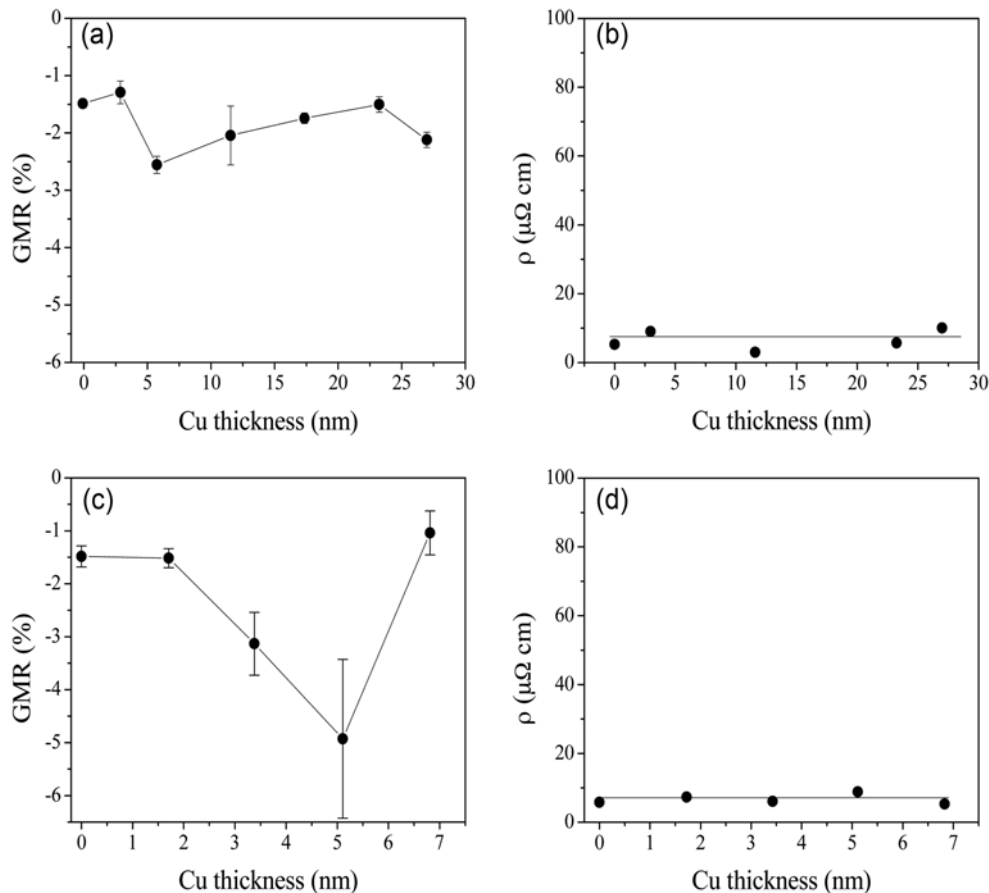 (a)
GMR (%)
0
-1
-2
-3
-4
-5
-6
0 5 10 15 20 25 30
Cu thickness (nm)
(b)
ρ (μΩ cm)
100
80
60
40
20
0
0 5 10 15 20 25 30
Cu thickness (nm)
(c)
GMR (%)
0
-1
-2
-3
-4
-5
-6
0 1 2 3 4 5 6 7
Cu thickness (nm)
(d)
ρ (μΩ cm)
100
80
60
40
20
0
0 1 2 3 4 5 6 7
Cu thickness (nm)